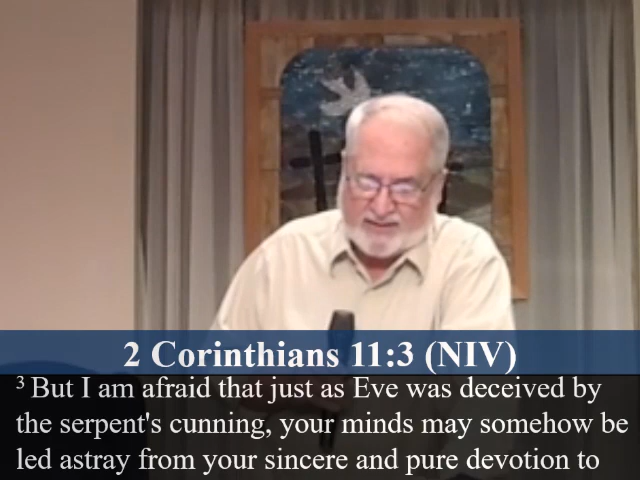 2 Corinthians 11:3 (NIV)
3 But I am afraid that just as Eve was deceived by
the serpent's cunning, your minds may somehow be
led astray from your sincere and pure devotion to